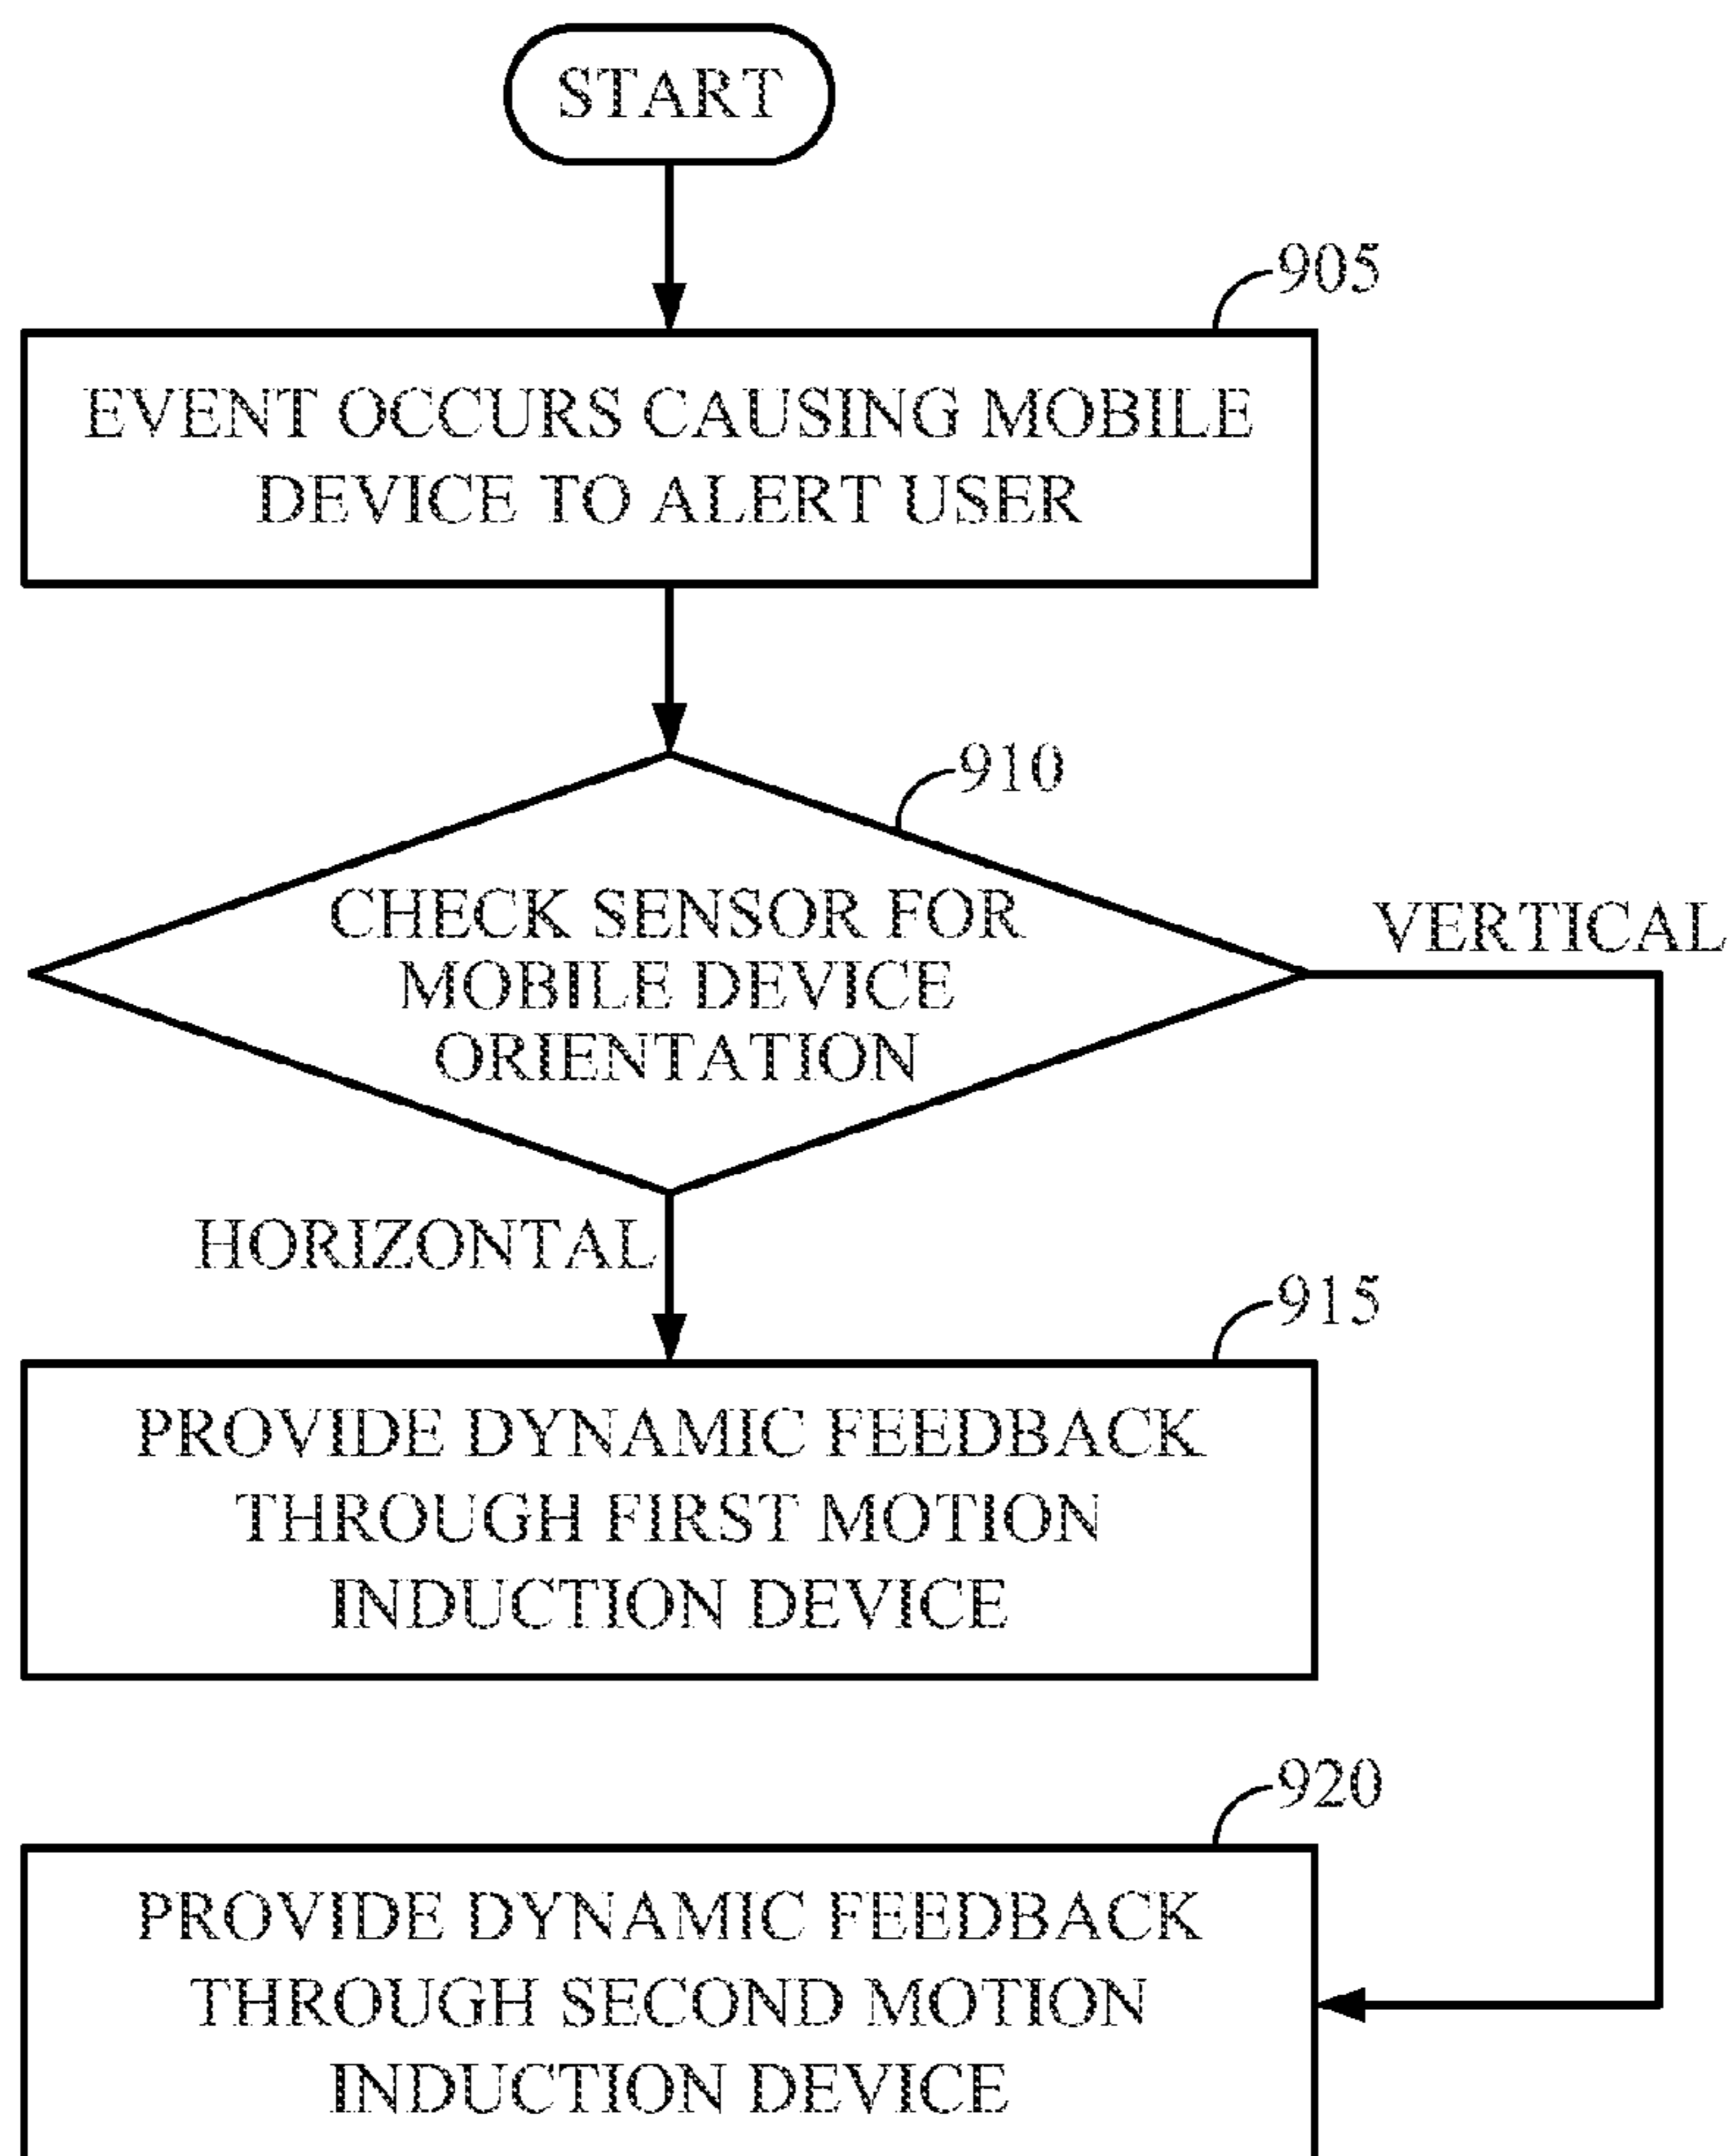 START
905
EVENT OCCURS CAUSING MOBILE
DEVICE TO ALERT USER
910
CHECK SENSOR FOR
MOBILE DEVICE
ORIENTATION
VERTICAL
HORIZONTAL
915
PROVIDE DYNAMIC FEEDBACK
THROUGH FIRST MOTION
INDUCTION DEVICE
920
PROVIDE DYNAMIC FEEDBACK
THROUGH SECOND MOTION
INDUCTION DEVICE